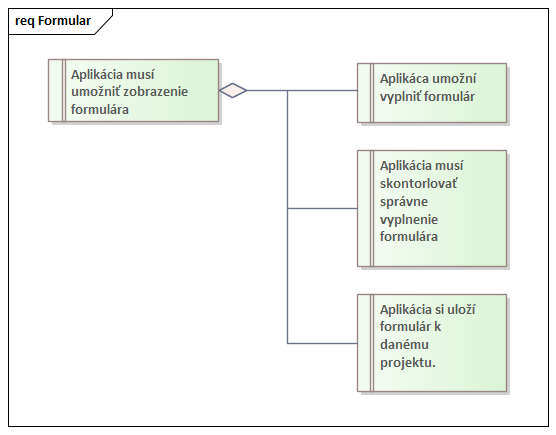 req Formular
Aplikácia musí
umožniť zobrazenie
formulára
Aplikáca umožní
vyplniť formulár
Aplikácia musí
skontorlovať
správne
vyplnenie
formulára
Aplikácia si uloží
formulár k
danému
projektu.